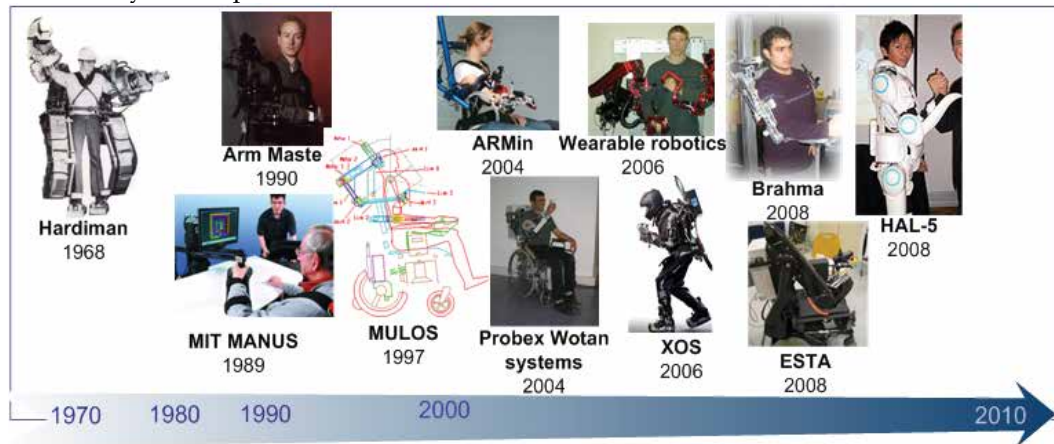 Hardiman
1968
Arm Maste
1990
MIT MANUS
1989
MULOS
1997
ARMin
2004
Probex Wotan
systems
2004
Wearable robotics
2006
XOS
2006
Brahma
2008
ESTA
2008
HAL-5
2008
1970
1980
1990
2000
2010